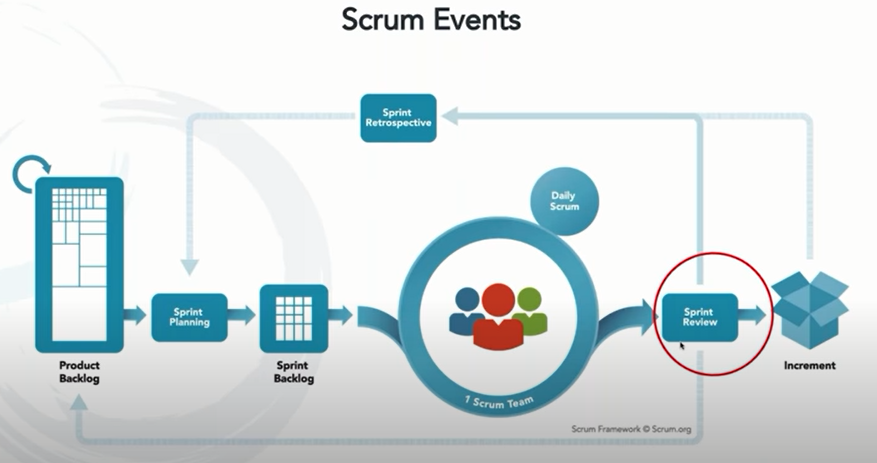 Scrum Events
Sprint
Retrospective
Daily
Scrum
Sprint
Planning
Sprint
Review
Product
Backlog
Sprint
Backlog
1 Scrum Team
Increment
Scrum Framework © Scrum.org